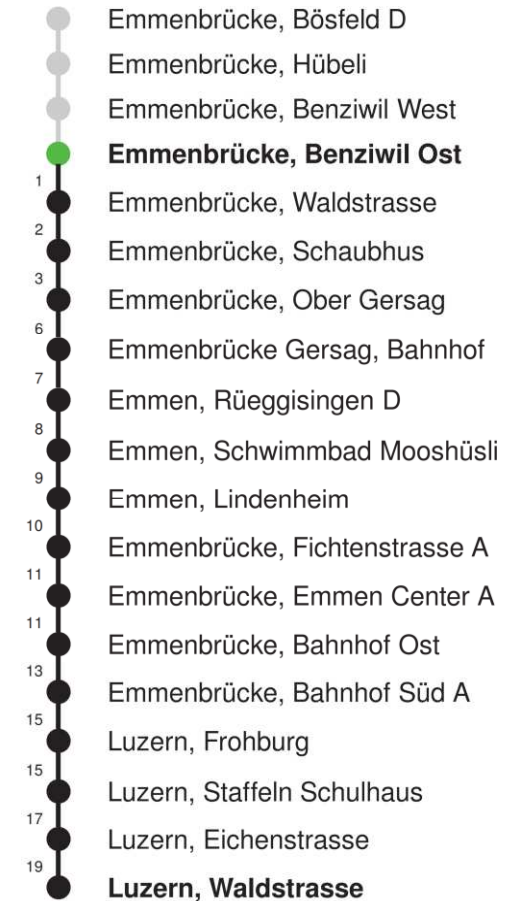 Emmenbrücke, Bösfeld D
Emmenbrücke, Hübeli
Emmenbrücke, Benziwil West
Emmenbrücke, Benziwil Ost
1
Emmenbrücke, Waldstrasse
2
Emmenbrücke, Schaubhus
3
Emmenbrücke, Ober Gersag
6
Emmenbrücke Gersag, Bahnhof
7
Emmen, Rüeggisingen D
8
Emmen, Schwimmbad Mooshüsli
9
Emmen, Lindenheim
10
Emmenbrücke, Fichtenstrasse A
11
Emmenbrücke, Emmen Center A
11
Emmenbrücke, Bahnhof Ost
13
Emmenbrücke, Bahnhof Süd A
15
Luzern, Frohburg
15
Luzern, Staffeln Schulhaus
17
Luzern, Eichenstrasse
19
Luzern, Waldstrasse